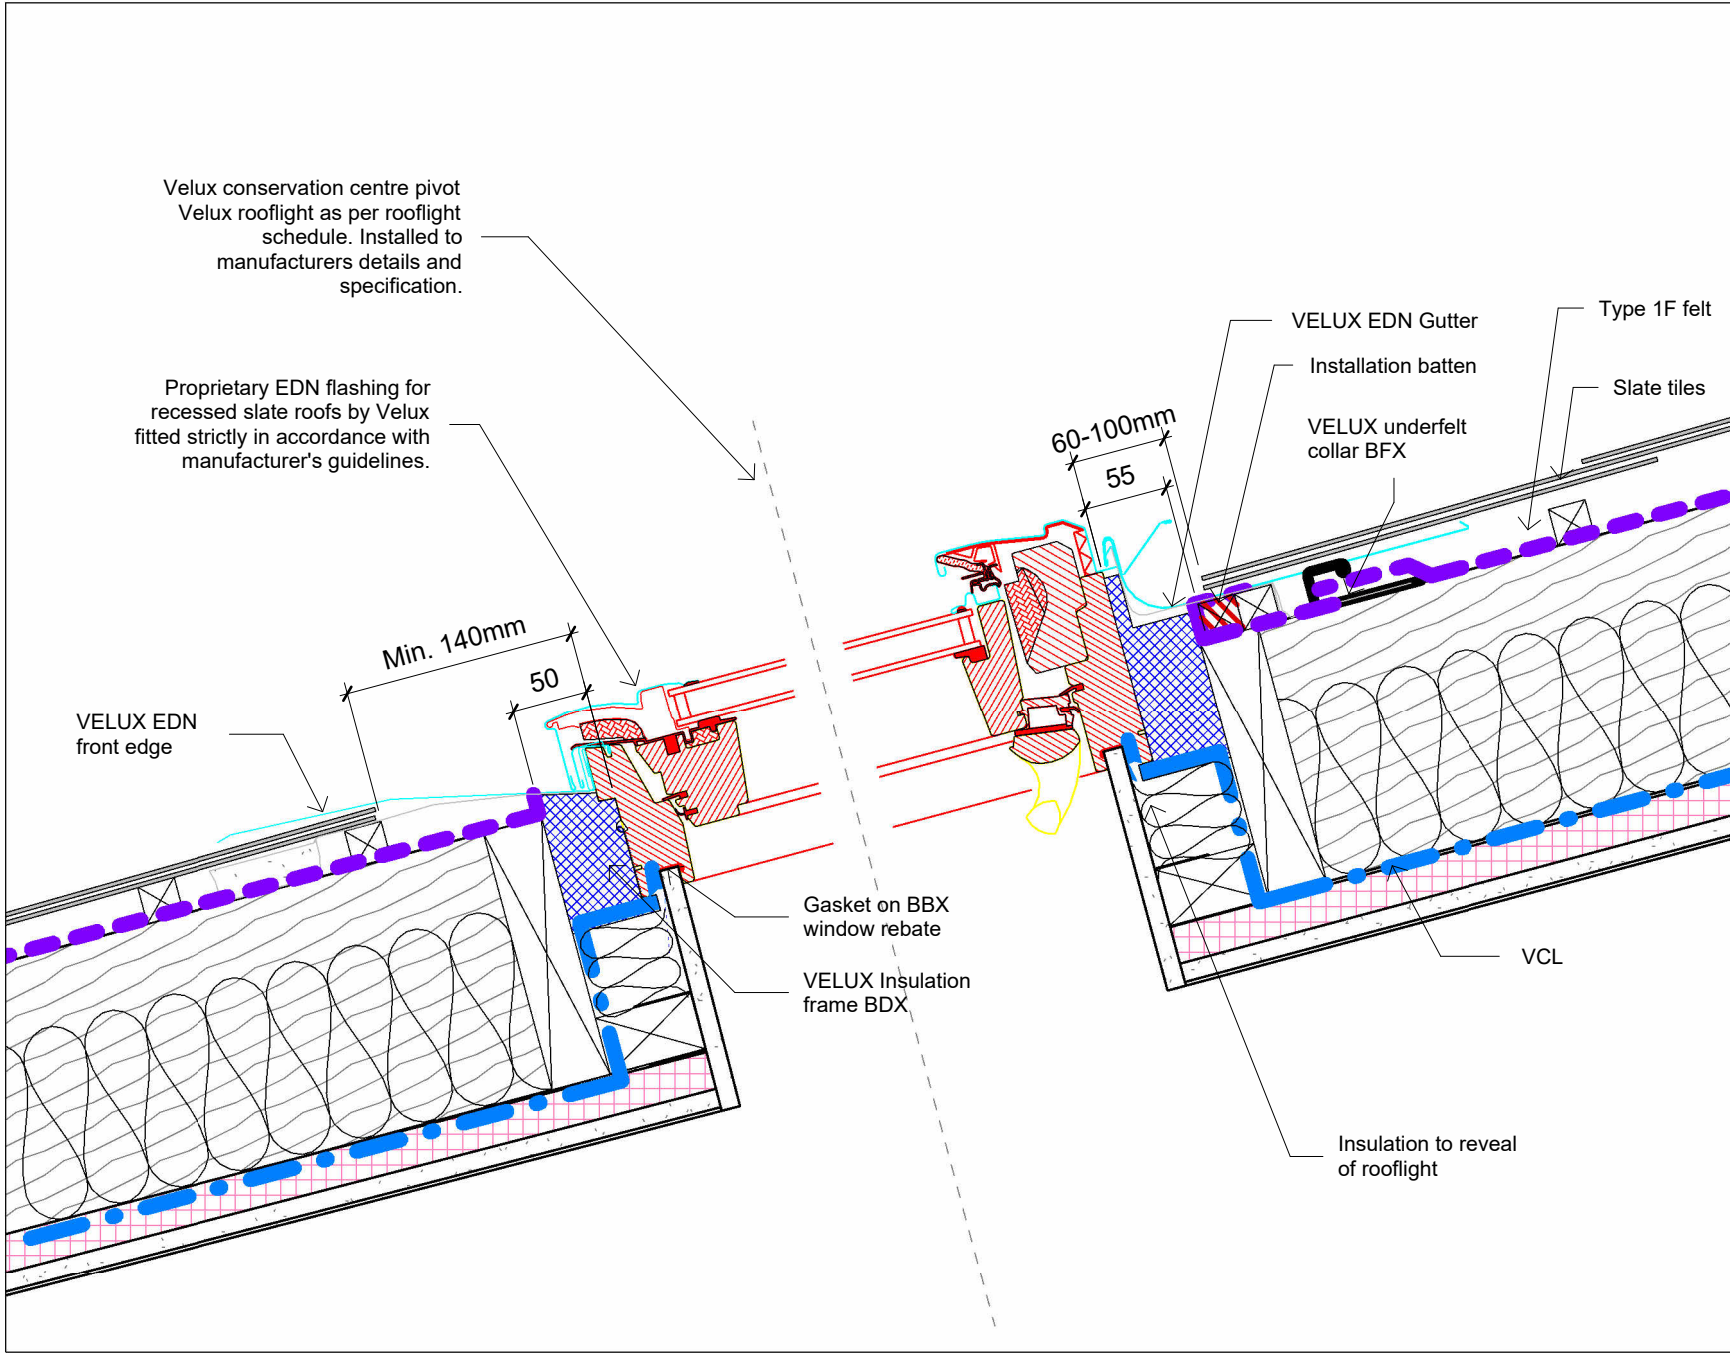 Velux conservation centre pivot
Velux rooflight as per rooflight
schedule. Installed to
manufacturers details and
specification.
Proprietary EDN flashing for
recessed slate roofs by Velux
fitted strictly in accordance with
manufacturer's guidelines.
VELUX EDN Gutter
Type 1F felt
Installation batten
Slate tiles
VELUX underfelt
collar BFX
60-100mm
55
Min. 140mm
50
VELUX EDN
front edge
Gasket on BBX
window rebate
VELUX Insulation
frame BDX
VCL
Insulation to reveal
of rooflight